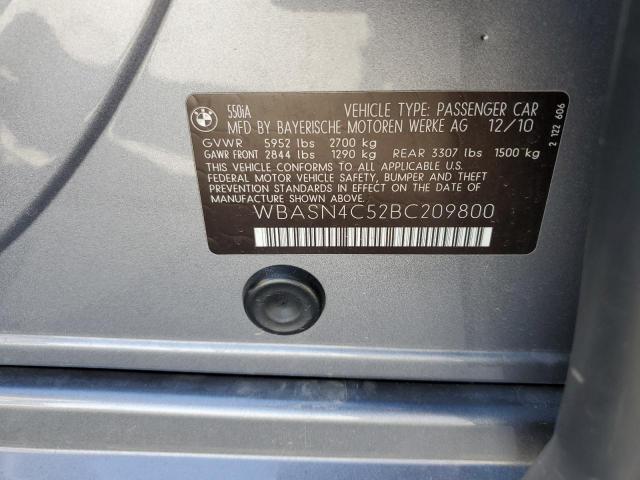 BMW
550iA VEHICLE TYPE: PASSENGER CAR
MFD BY BAYERISCHE MOTOREN WERKE AG 12/10
GVWR 5952 lbs 2700 kg
GAWR FRONT 2844 lbs 1290 kg REAR 3307 lbs 1500 kg
THIS VEHICLE CONFORMS TO ALL APPLICABLE U.S.
FEDERAL MOTOR VEHICLE SAFETY, BUMPER AND THEFT
PREVENTION STANDARDS IN EFFECT ON THE DATE OF
MANUFACTURE SHOWN ABOVE.
WBASN4C52BC209800
2 122 606